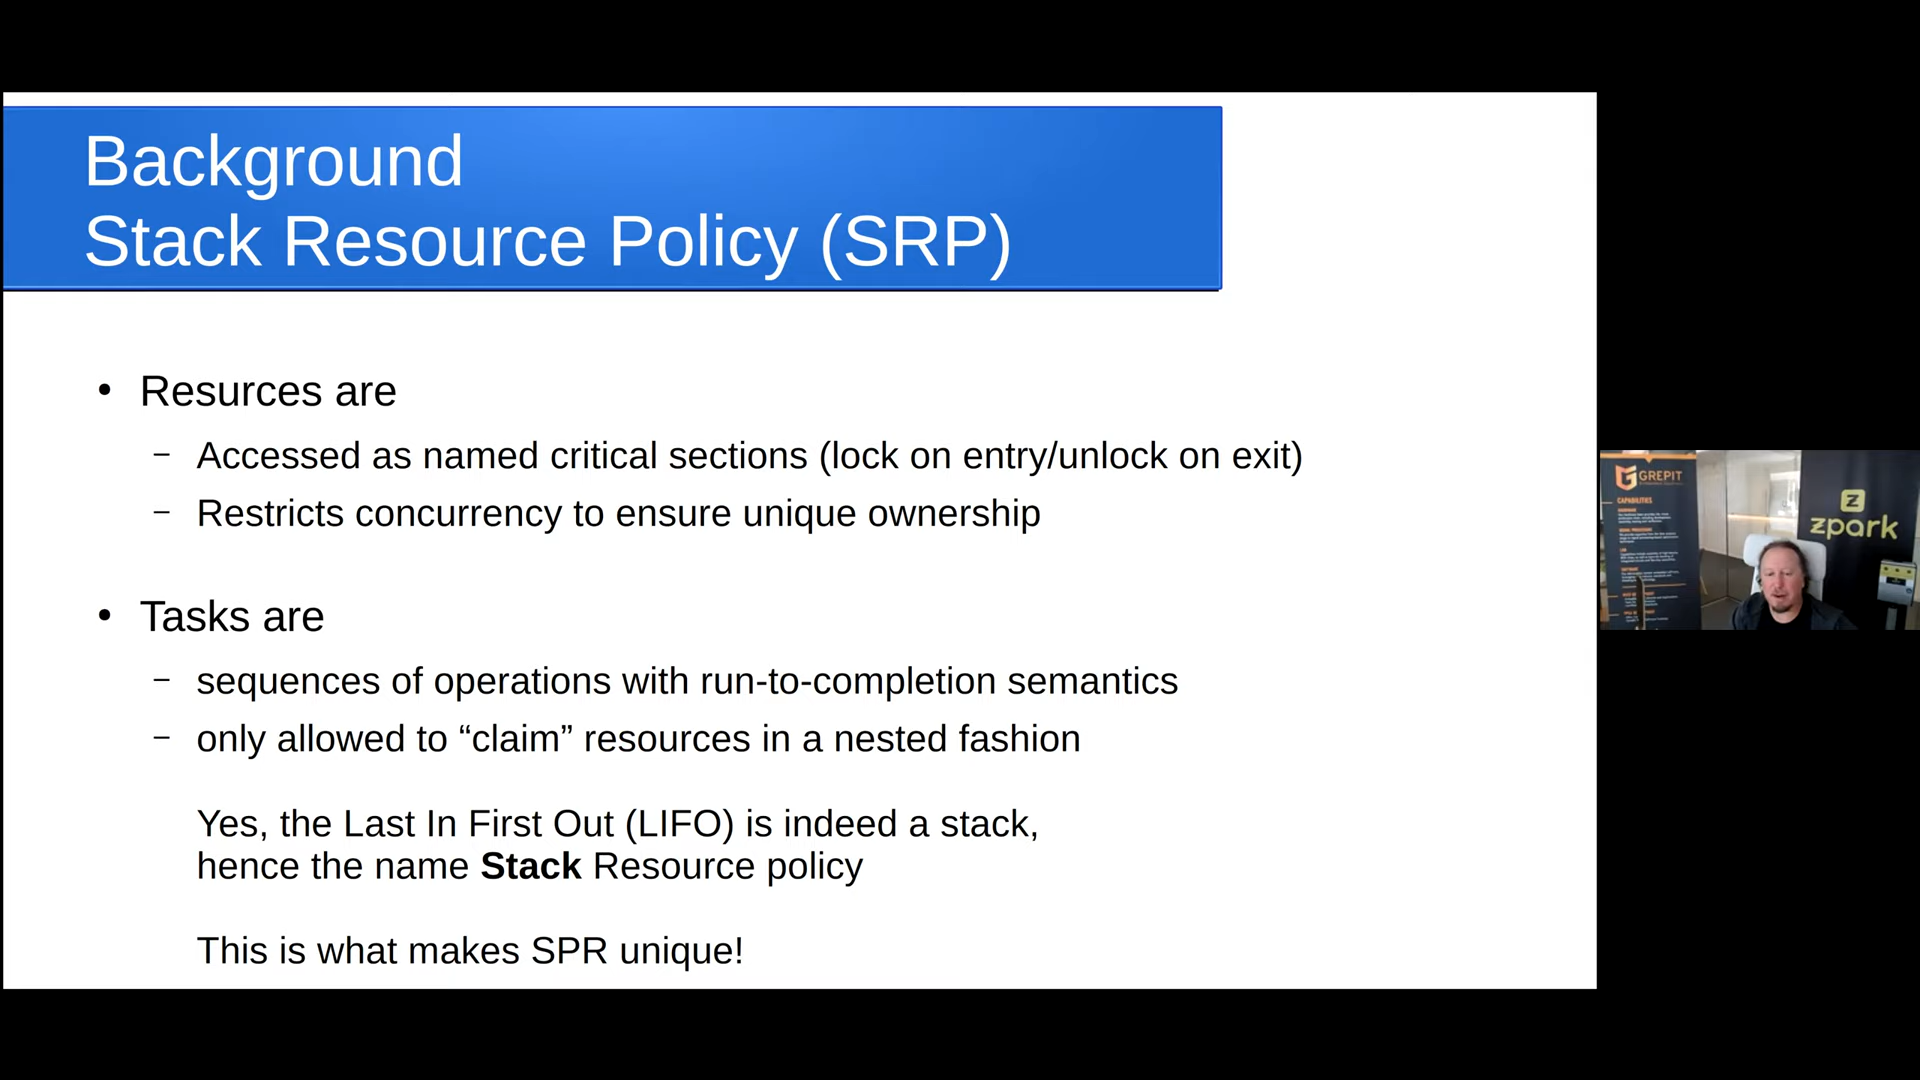 Background
Stack Resource Policy (SRP)
• Resurces are
– Accessed as named critical sections (lock on entry/unlock on exit)
– Restricts concurrency to ensure unique ownership
• Tasks are
– sequences of operations with run-to-completion semantics
– only allowed to “claim” resources in a nested fashion
Yes, the Last In First Out (LIFO) is indeed a stack,
hence the name Stack Resource policy
This is what makes SPR unique!
GREPIT
CAPABILITIES
zpark